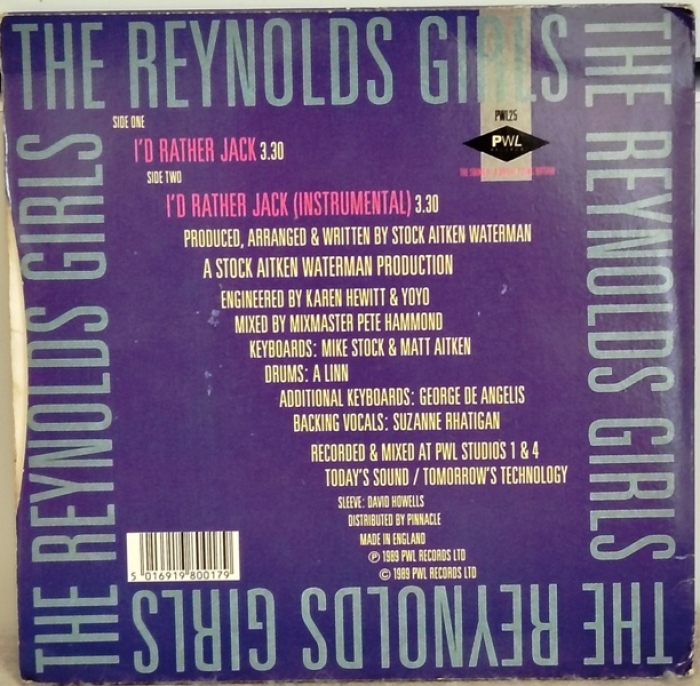 THE REYNOLDS GIRLS
THE REYNOLDS GIRLS
THE REYNOLDS GIRLS
THE REYNOLDS GIRLS
PWL25
PWL
SIDE ONE
I'D RATHER JACK 3.30
SIDE TWO
I'D RATHER JACK (INSTRUMENTAL) 3.30
PRODUCED, ARRANGED & WRITTEN BY STOCK AITKEN WATERMAN
A STOCK AITKEN WATERMAN PRODUCTION
ENGINEERED BY KAREN HEWITT & YOYO
MIXED BY MIXMASTER PETE HAMMOND
KEYBOARDS: MIKE STOCK & MATT AITKEN
DRUMS: A LINN
ADDITIONAL KEYBOARDS: GEORGE DE ANGELIS
BACKING VOCALS: SUZANNE RHATIGAN
RECORDED & MIXED AT PWL STUDIOS 1 & 4
TODAY'S SOUND / TOMORROW'S TECHNOLOGY
SLEEVE: DAVID HOWELLS
DISTRIBUTED BY PINNACLE
MADE IN ENGLAND
℗ 1989 PWL RECORDS LTD
© 1989 PWL RECORDS LTD
5 016919 800179